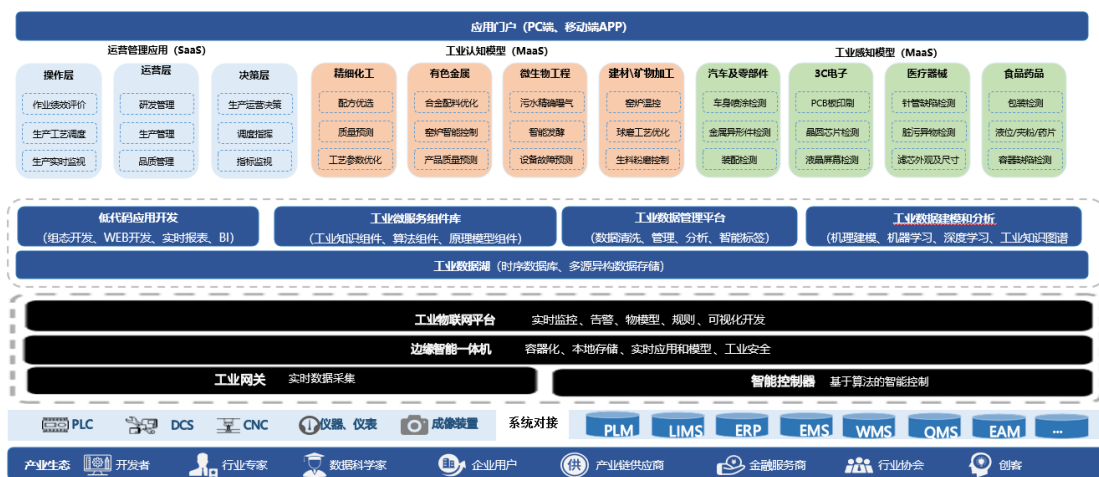 应用门户（PC端、移动端APP）
运营管理应用（SaaS）
工业认知模型（MaaS）
工业感知模型（MaaS）
操作层
作业绩效评价
生产工艺调度
生产实时监视
运营层
研发管理
生产管理
品质管理
决策层
生产运营决策
调度指挥
指标监视
精细化工
配方优选
质量预测
工艺参数优化
有色金属
合金配料优化
窑炉智能控制
产品质量预测
微生物工程
污水精确曝气
智能发酵
设备故障预测
建材\矿物加工
窑炉温控
球磨工艺优化
生料粉磨控制
汽车及零部件
车身喷涂检测
金属异形件检测
装配检测
3C电子
PCB板印刷
晶圆芯片检测
液晶屏幕检测
医疗器械
针管缺陷检测
脏污异物检测
滤芯外观及尺寸
食品药品
包装检测
液位/夹粉/药片
容器缺陷检测
低代码应用开发
（组态开发、WEB开发、实时报表、BI）
工业微服务组件库
（工业知识组件、算法组件、原理模型组件）
工业数据管理平台
（数据清洗、管理、分析、智能标签）
工业数据建模和分析
（机理建模、机器学习、深度学习、工业知识图谱
工业数据湖（时序数据库、多源异构数据存储）
工业物联网平台 实时监控、告警、物模型、规则、可视化开发
边缘智能一体机 容器化、本地存储、实时应用和模型、工业安全
工业网关 实时数据采集
智能控制器 基于算法的智能控制
PLC
DCS
CNC
仪器、仪表
成像装置
系统对接
PLM
LIMS
ERP
EMS
WMS
QMS
EAM
...
产业生态
开发者
行业专家
数据科学家
企业用户
供
产业链供应商
金融服务商
行业协会
创客